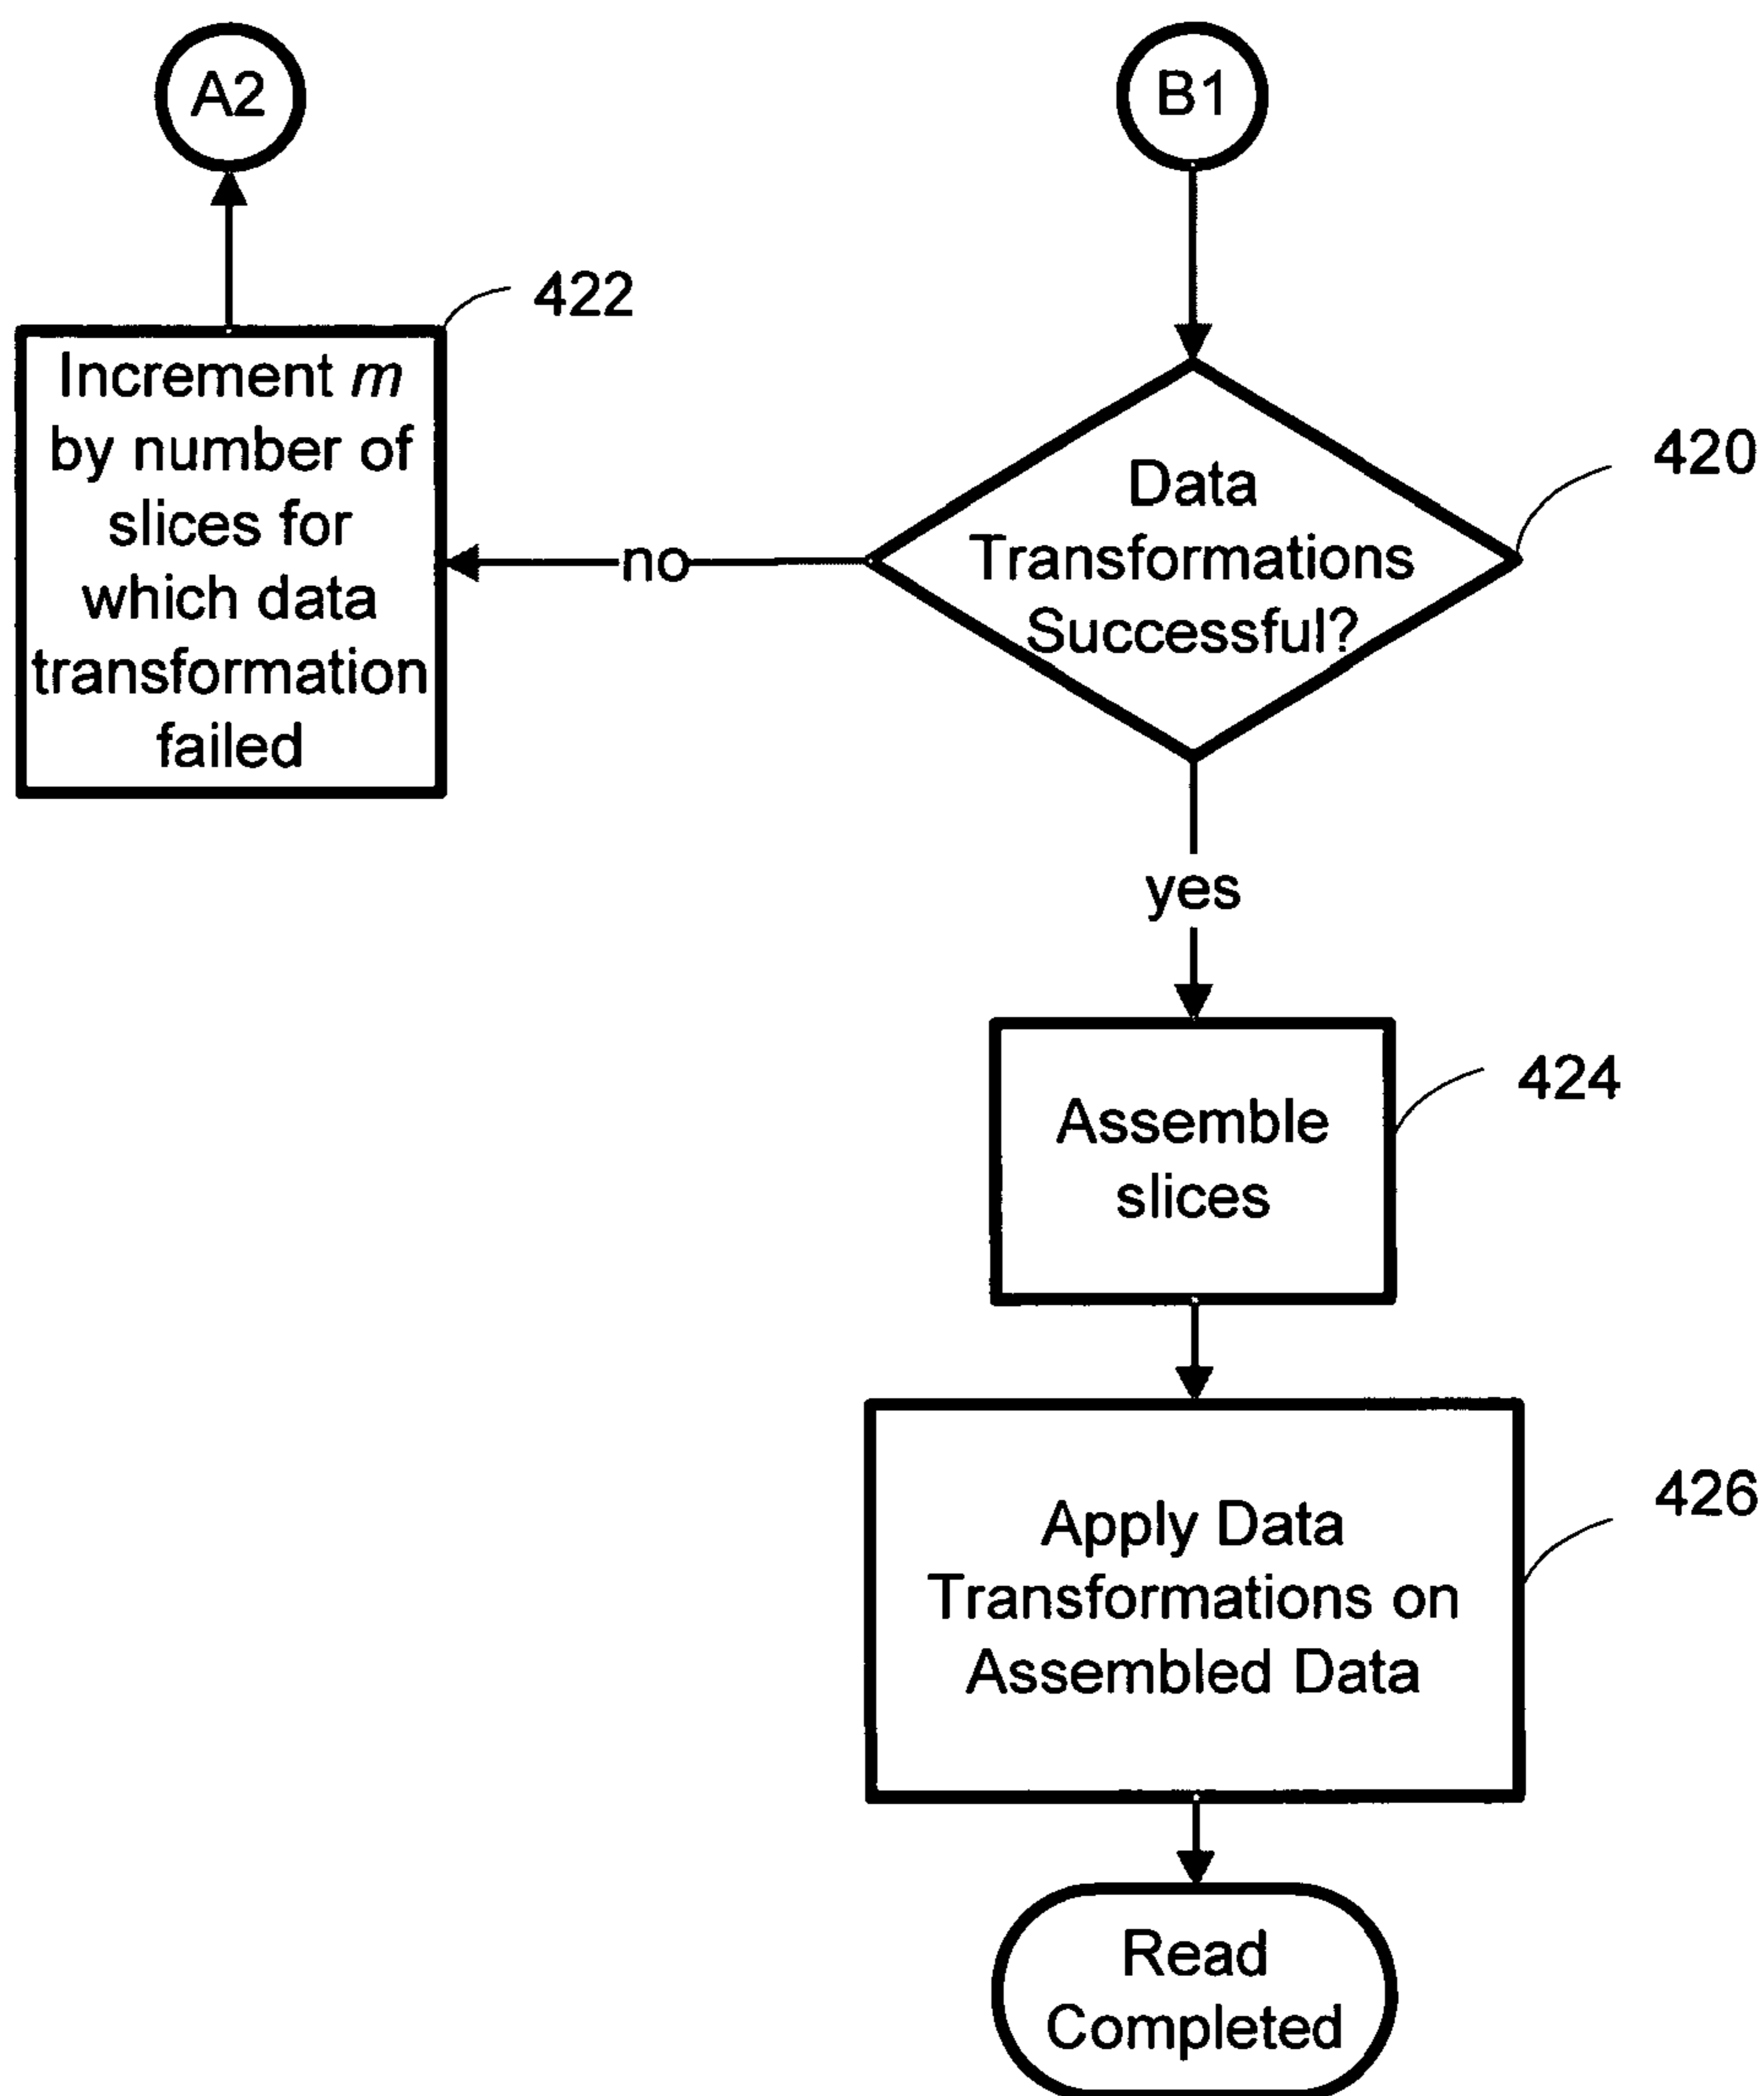 A2
B1
422
Increment m
by number of
slices for
which data
transformation
failed
no
420
Data
Transformations
Successful?
yes
424
Assemble
slices
426
Apply Data
Transformations on
Assembled Data
Read
Completed